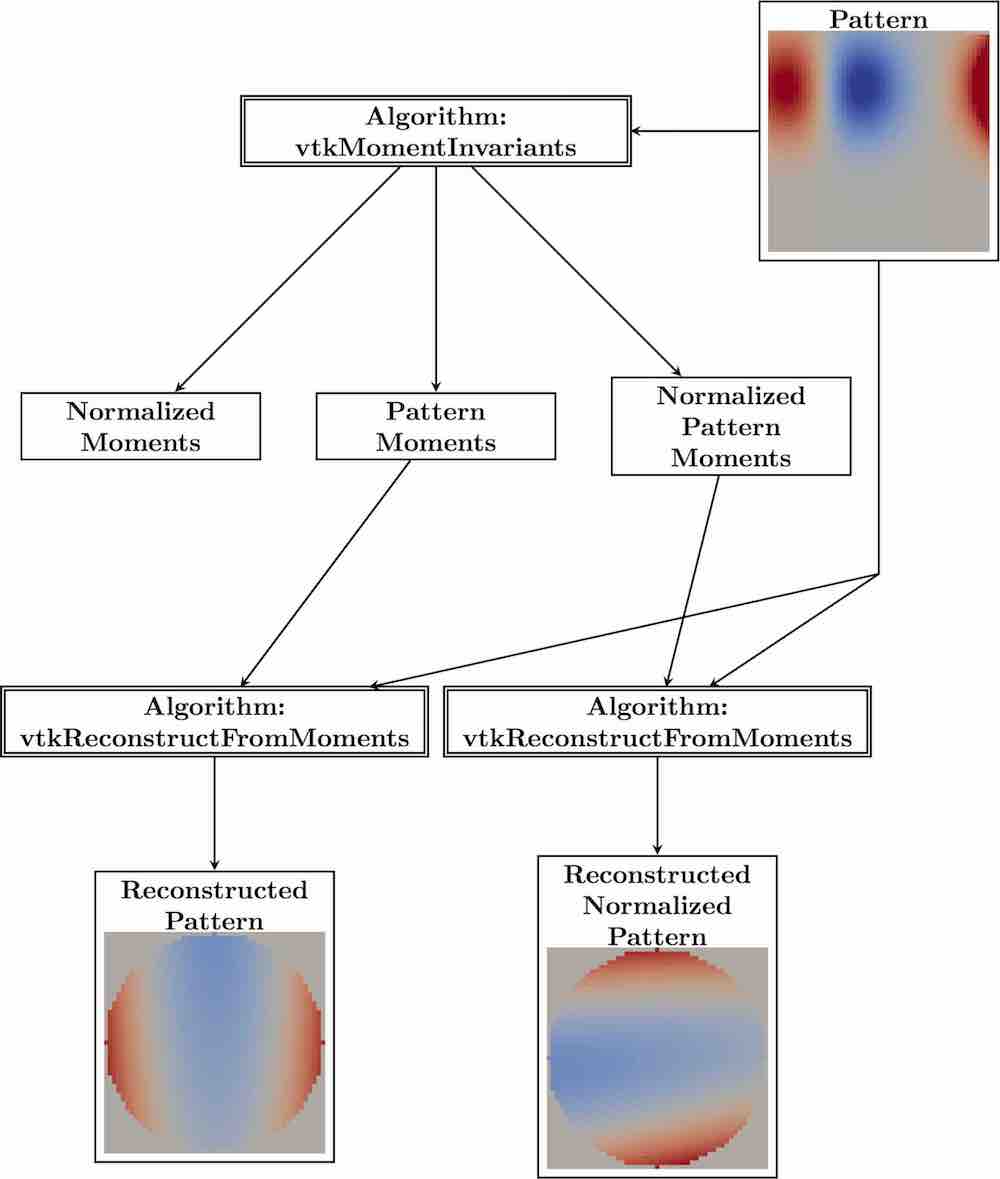 Pattern
Algorithm:
vtkMomentInvariants
Normalized
Moments
Pattern
Moments
Normalized
Pattern
Moments
Algorithm:
vtkReconstructFromMoments
Algorithm:
vtkReconstructFromMoments
Reconstructed
Pattern
Reconstructed
Normalized
Pattern